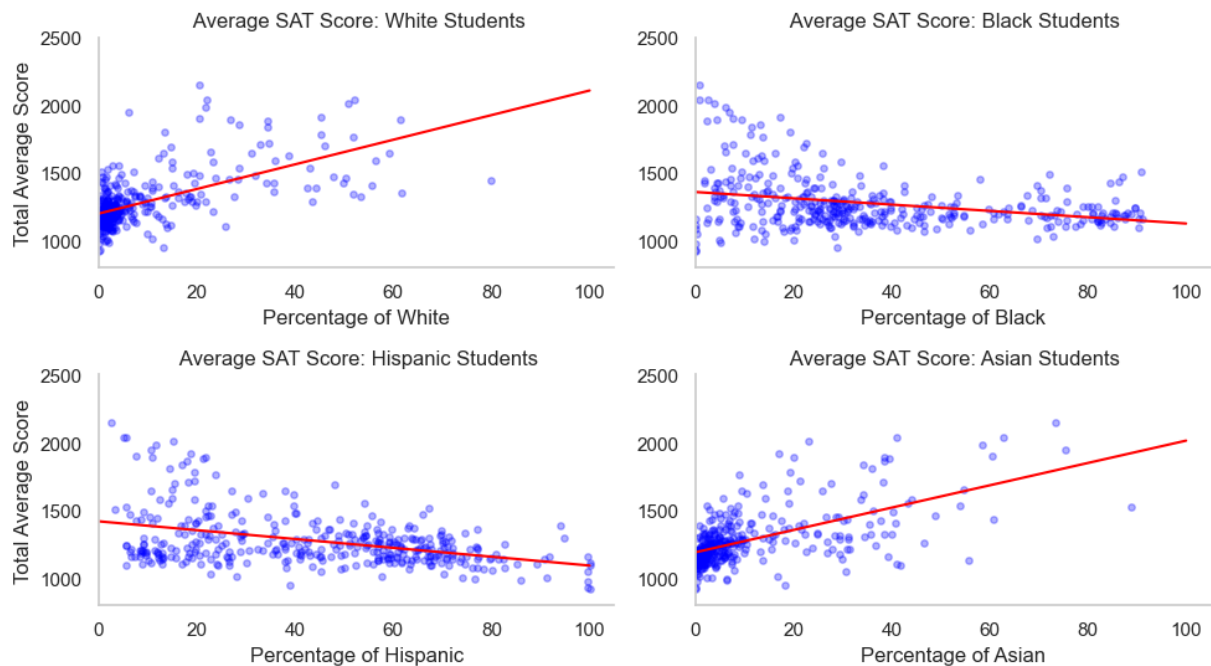 Average SAT Score: White Students
2500
2000
1500
1000
Total Average Score
0 20 40 60 80 100
Percentage of White
Average SAT Score: Black Students
2500
2000
1500
1000
0 20 40 60 80 100
Percentage of Black
Average SAT Score: Hispanic Students
2500
2000
1500
1000
Total Average Score
0 20 40 60 80 100
Percentage of Hispanic
Average SAT Score: Asian Students
2500
2000
1500
1000
0 20 40 60 80 100
Percentage of Asian